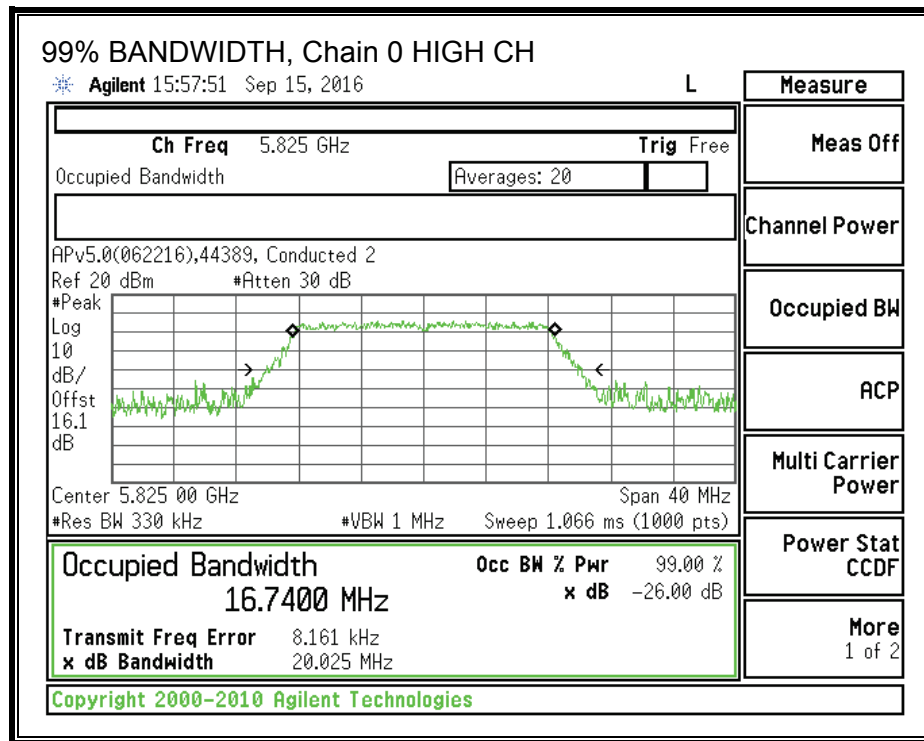 99% BANDWIDTH, Chain 0 HIGH CH
Agilent 15:57:51 Sep 15, 2016 L
Measure
Ch Freq 5.825 GHz Trig Free
Meas Off
Occupied Bandwidth Averages: 20
Channel Power
APv5.0(062216),44389, Conducted 2
Ref 20 dBm #Atten 30 dB
#Peak
Log
10
dB/
Offst
16.1
dB
Occupied BW
ACP
Multi Carrier
Power
Center 5.825 00 GHz Span 40 MHz
#Res BW 330 kHz #VBW 1 MHz Sweep 1.066 ms (1000 pts)
Power Stat
CCDF
Occupied Bandwidth Occ BW % Pwr 99.00 %
16.7400 MHz x dB -26.00 dB
Transmit Freq Error 8.161 kHz
x dB Bandwidth 20.025 MHz
More
1 of 2
Copyright 2000-2010 Agilent Technologies